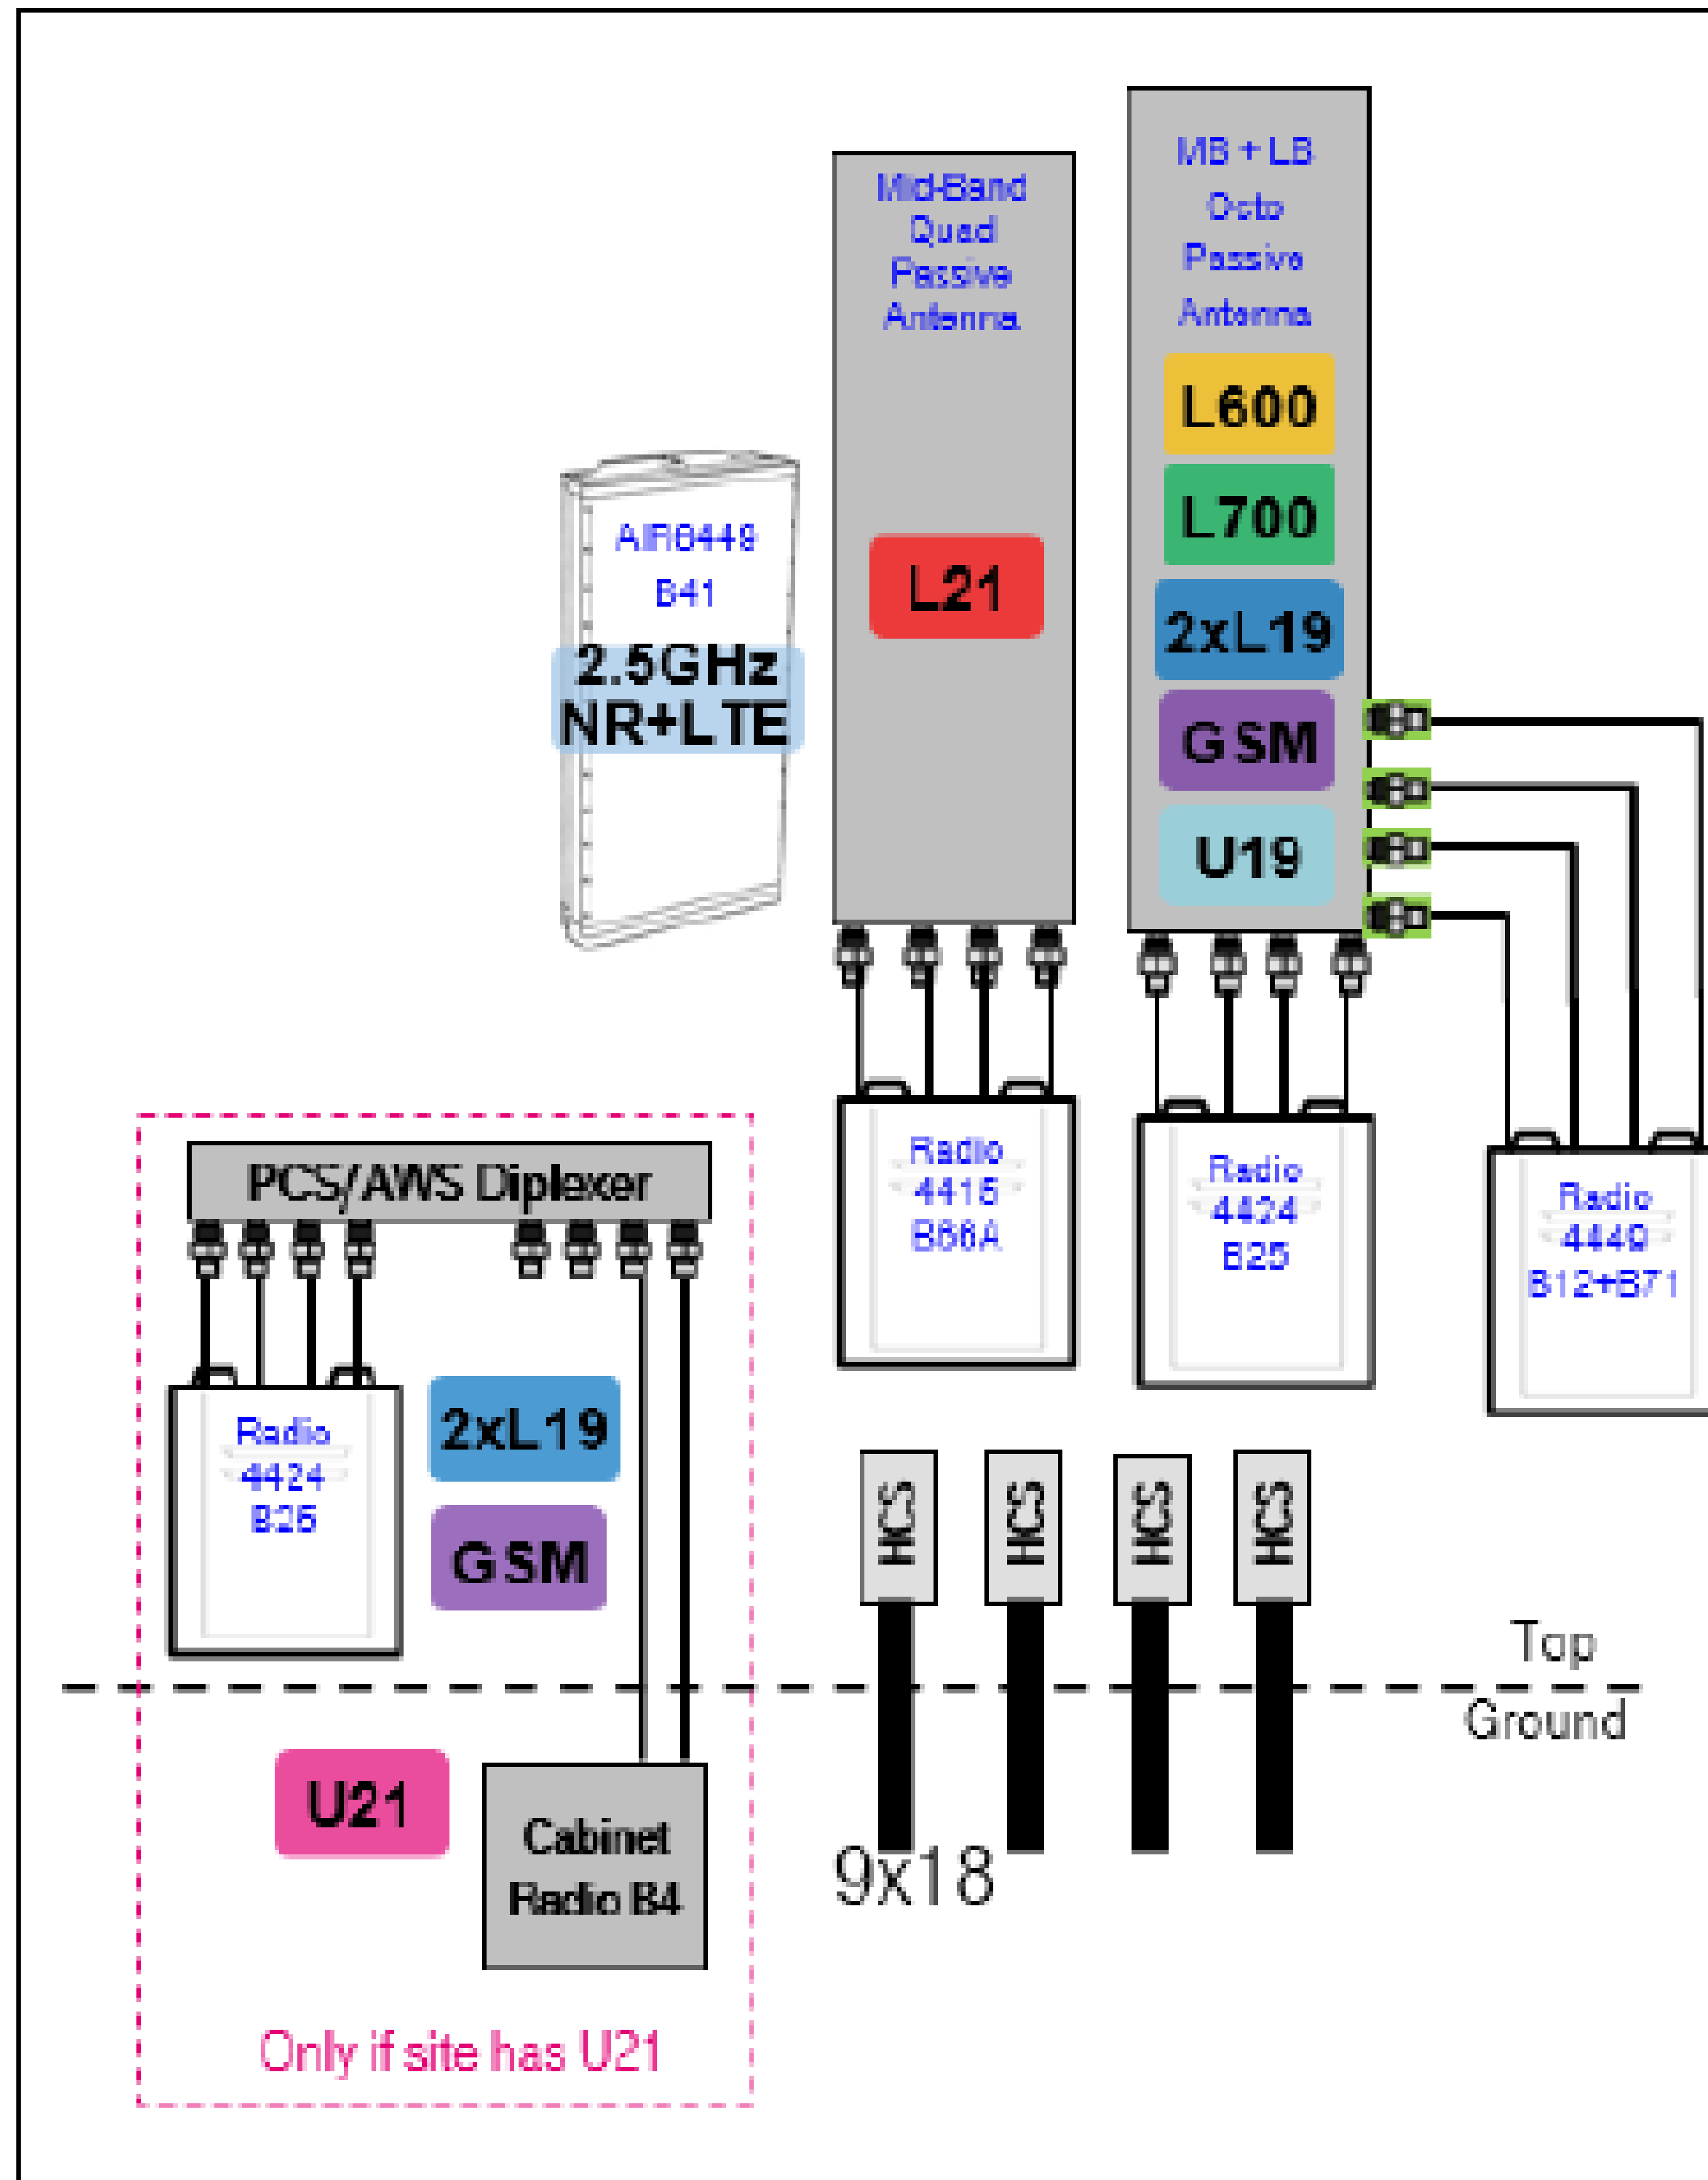 MB + LB
Octo
Passive
Antenna
L600
L700
2xL19
GSM
U19
Mid-Band
Quad
Passive
Antenna
L21
AIR6449
B41
2.5GHz
NR+LTE
Radio
4415
B66A
Radio
4424
B25
Radio
4449
B12+B71
PCS/AWS Diplexer
Radio
4424
B25
2xL19
GSM
HCS
HCS
HCS
HCS
Top
Ground
U21
Cabinet
Radio B4
9x18
Only if site has U21